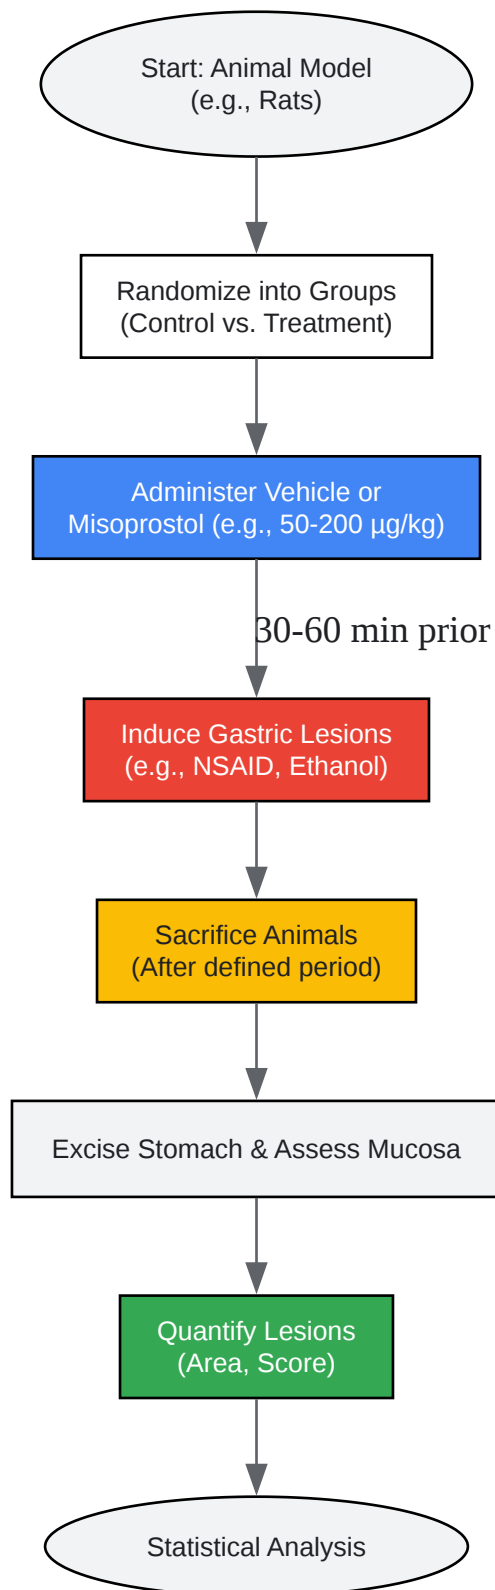 Start: Animal Model
(e.g., Rats)
Randomize into Groups
(Control vs. Treatment)
Administer Vehicle or
Misoprostol (e.g., 50-200 µg/kg)
30-60 min prior
Induce Gastric Lesions
(e.g., NSAID, Ethanol)
Sacrifice Animals
(After defined period)
Excise Stomach & Assess Mucosa
Quantify Lesions
(Area, Score)
Statistical Analysis